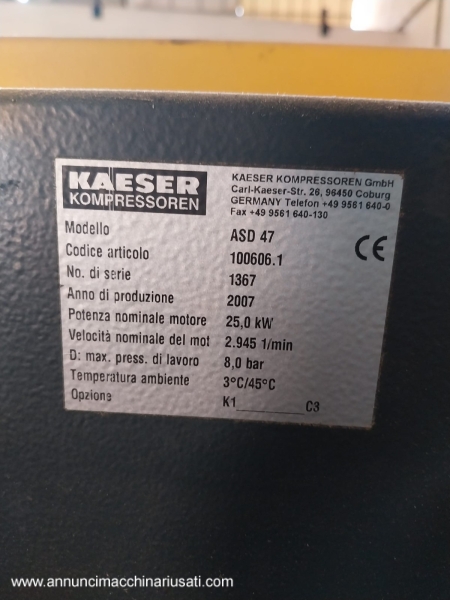 KAESER
KOMPRESSOREN
KAESER KOMPRESSOREN GmbH
Carl-Kaeser-Str. 26, 96450 Coburg
GERMANY Telefon +49 9561 640-0
Fax +49 9561 640-130
CE
Modello ASD 47
Codice articolo 100606.1
No. di serie 1367
Anno di produzione 2007
Potenza nominale motore 25,0 kW
Velocità nominale del mot 2.945 1/min
D: max. press. di lavoro 8,0 bar
Temperatura ambiente 3°C/45°C
Opzione K1________C3
www.annuncimacchinariusati.com